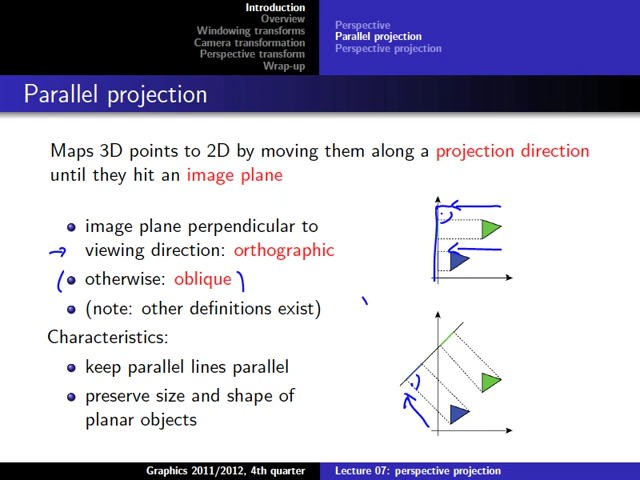 Introduction
Overview
Windowing transforms
Camera transformation
Perspective transform
Wrap-up
Perspective
Parallel projection
Perspective projection
Parallel projection
Maps 3D points to 2D by moving them along a projection direction
until they hit an image plane
image plane perpendicular to
viewing direction: orthographic
otherwise: oblique
(note: other definitions exist)
Characteristics:
keep parallel lines parallel
preserve size and shape of
planar objects
Graphics 2011/2012, 4th quarter
Lecture 07: perspective projection